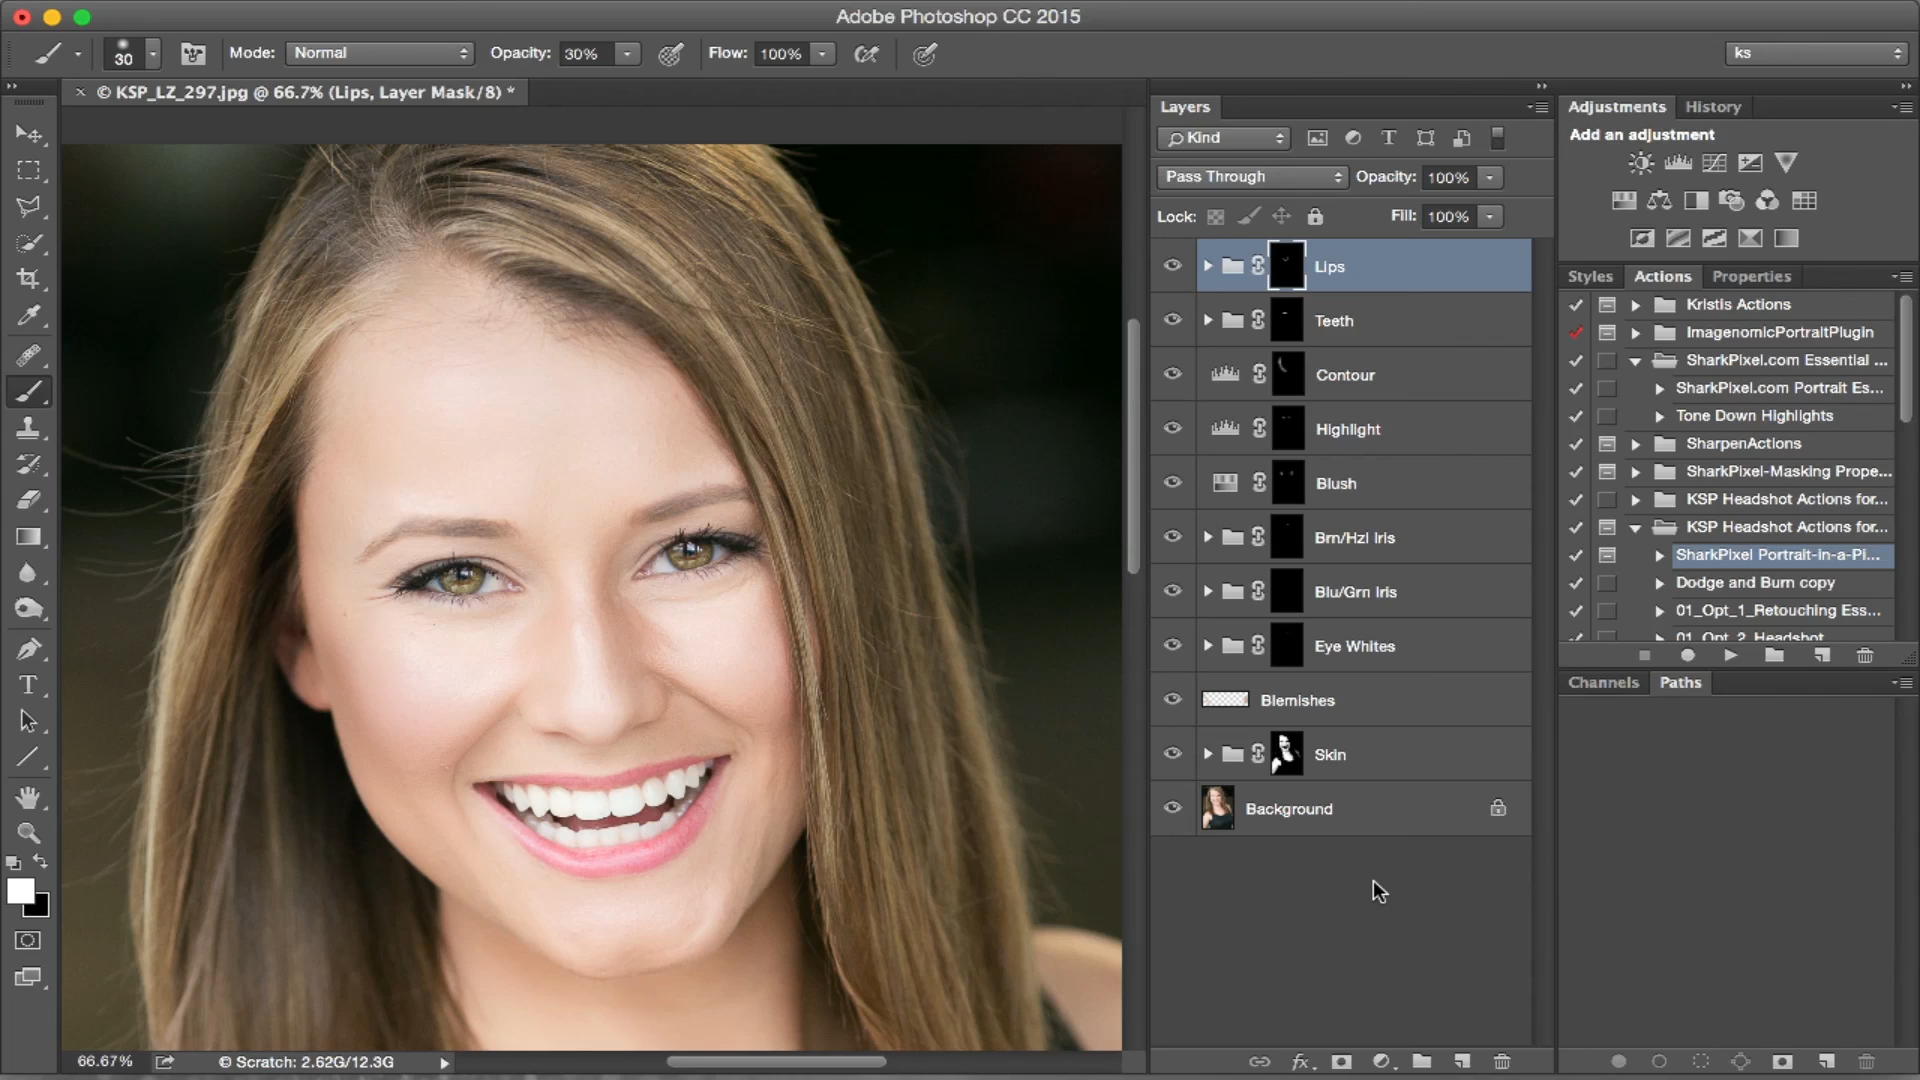 Adobe Photoshop CC 2015
30 Mode: Normal Opacity: 30% Flow: 100% ks
× © KSP_LZ_297.jpg @ 66.7% (Lips, Layer Mask/8) *
Layers
Kind
Pass Through Opacity: 100%
Lock: Fill: 100%
Lips
Teeth
Contour
Highlight
Blush
Brn/Hzl Iris
Blu/Grn Iris
Eye Whites
Blemishes
Skin
Background
Adjustments History
Add an adjustment
Styles Actions Properties
Kristis Actions
ImagenomicPortraitPlugin
SharkPixel.com Essential ...
SharkPixel.com Portrait Es...
Tone Down Highlights
SharpenActions
SharkPixel-Masking Prope...
KSP Headshot Actions for...
KSP Headshot Actions for...
SharkPixel Portrait-in-a-Pi...
Dodge and Burn copy
01_Opt_1_Retouching Ess...
01_Opt_2_Headshot
Channels Paths
66.67% Scratch: 2.62G/12.3G
fx